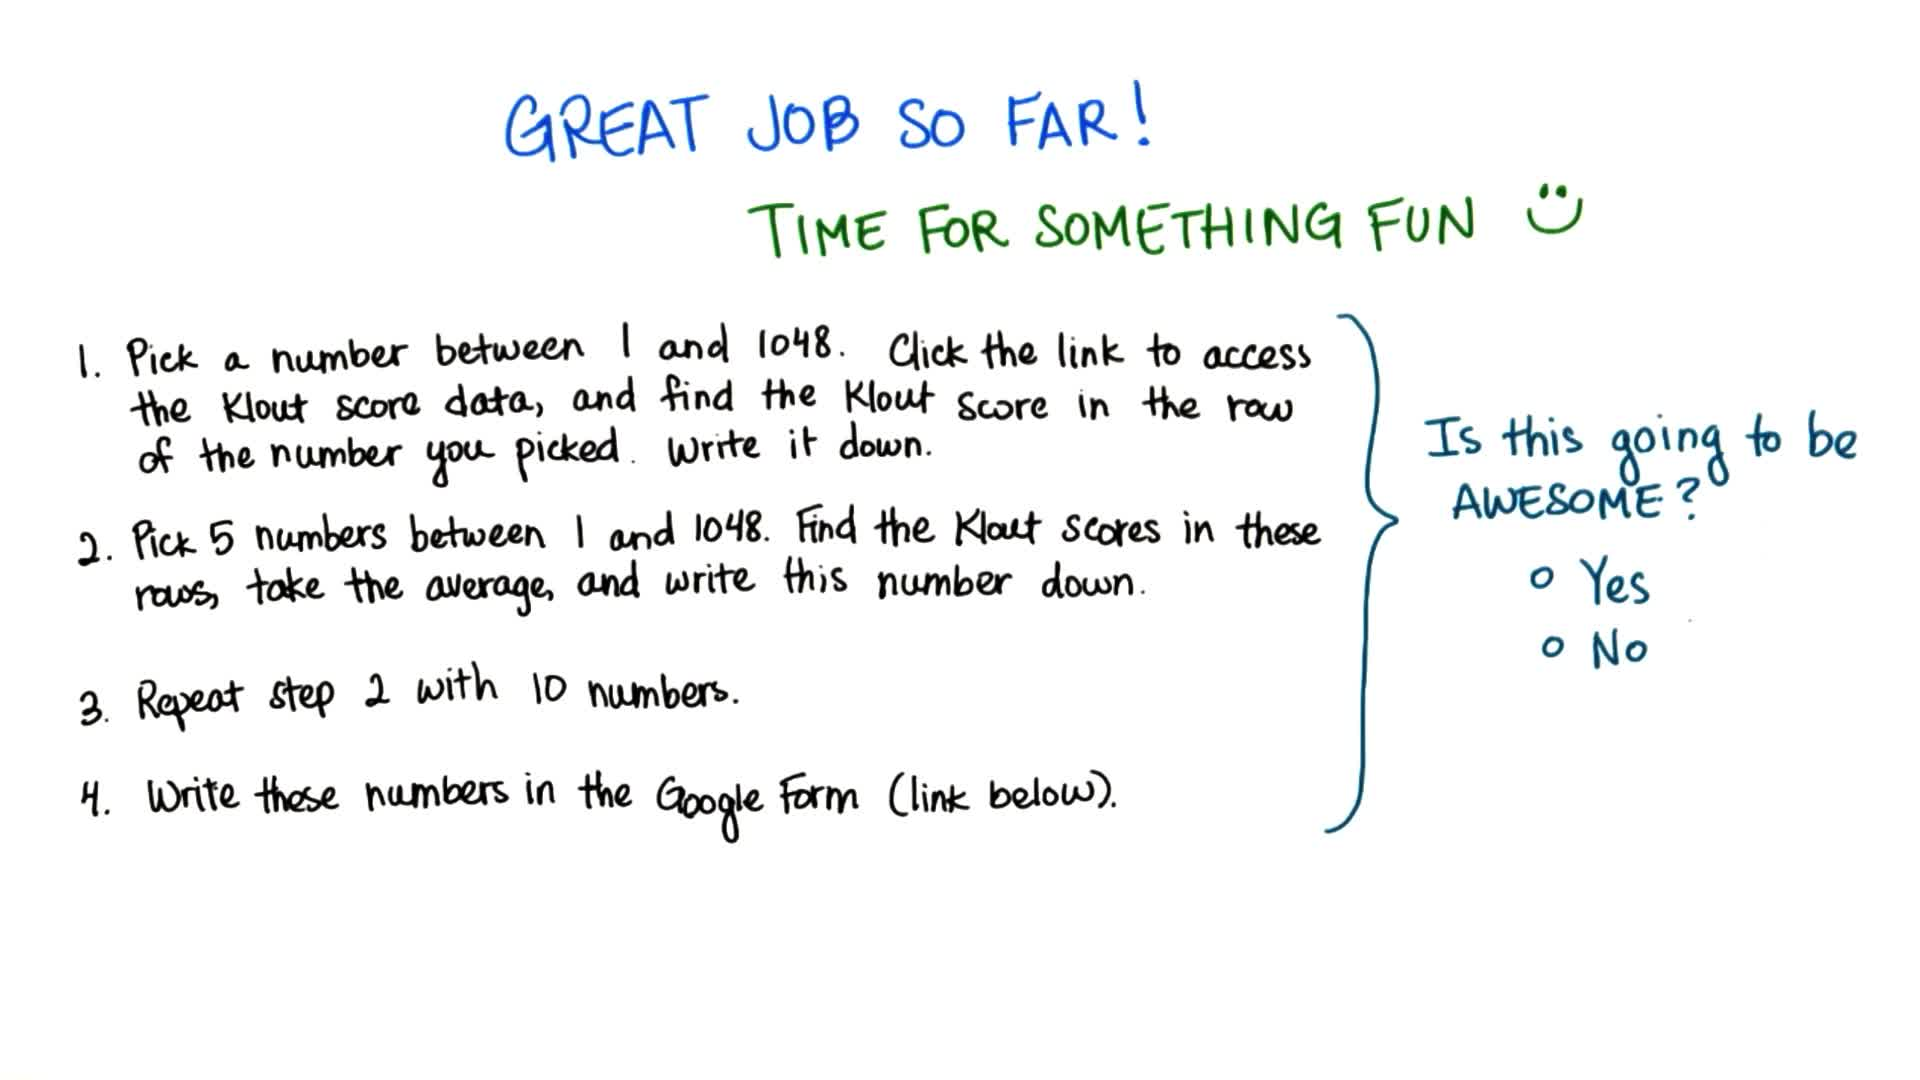 GREAT JOB SO FAR!
TIME FOR SOMETHING FUN
1. Pick a number between 1 and 1048. Click the link to access
the Klout score data, and find the Klout score in the row
of the number you picked. Write it down.
2. Pick 5 numbers between 1 and 1048. Find the Klout scores in these
rows, take the average, and write this number down.
3. Repeat step 2 with 10 numbers.
4. Write these numbers in the Google Form (link below).
Is this going to be
AWESOME?
Yes
No